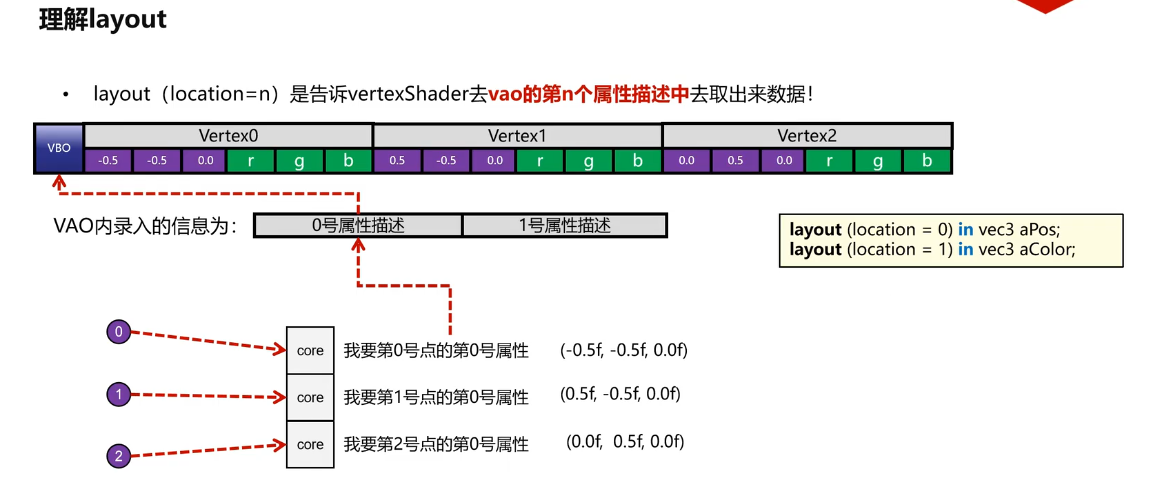 理解layout
• layout（location=n）是告诉vertexShader去vao的第n个属性描述中去取出来数据！
VBO
Vertex0 Vertex1 Vertex2
-0.5 -0.5 0.0 r g b 0.5 -0.5 0.0 r g b 0.0 0.5 0.0 r g b
VAO内录入的信息为： 0号属性描述 1号属性描述
layout (location = 0) in vec3 aPos;
layout (location = 1) in vec3 aColor;
0 core 我要第0号点的第0号属性 (-0.5f, -0.5f, 0.0f)
1 core 我要第1号点的第0号属性 (0.5f, -0.5f, 0.0f)
2 core 我要第2号点的第0号属性 (0.0f, 0.5f, 0.0f)